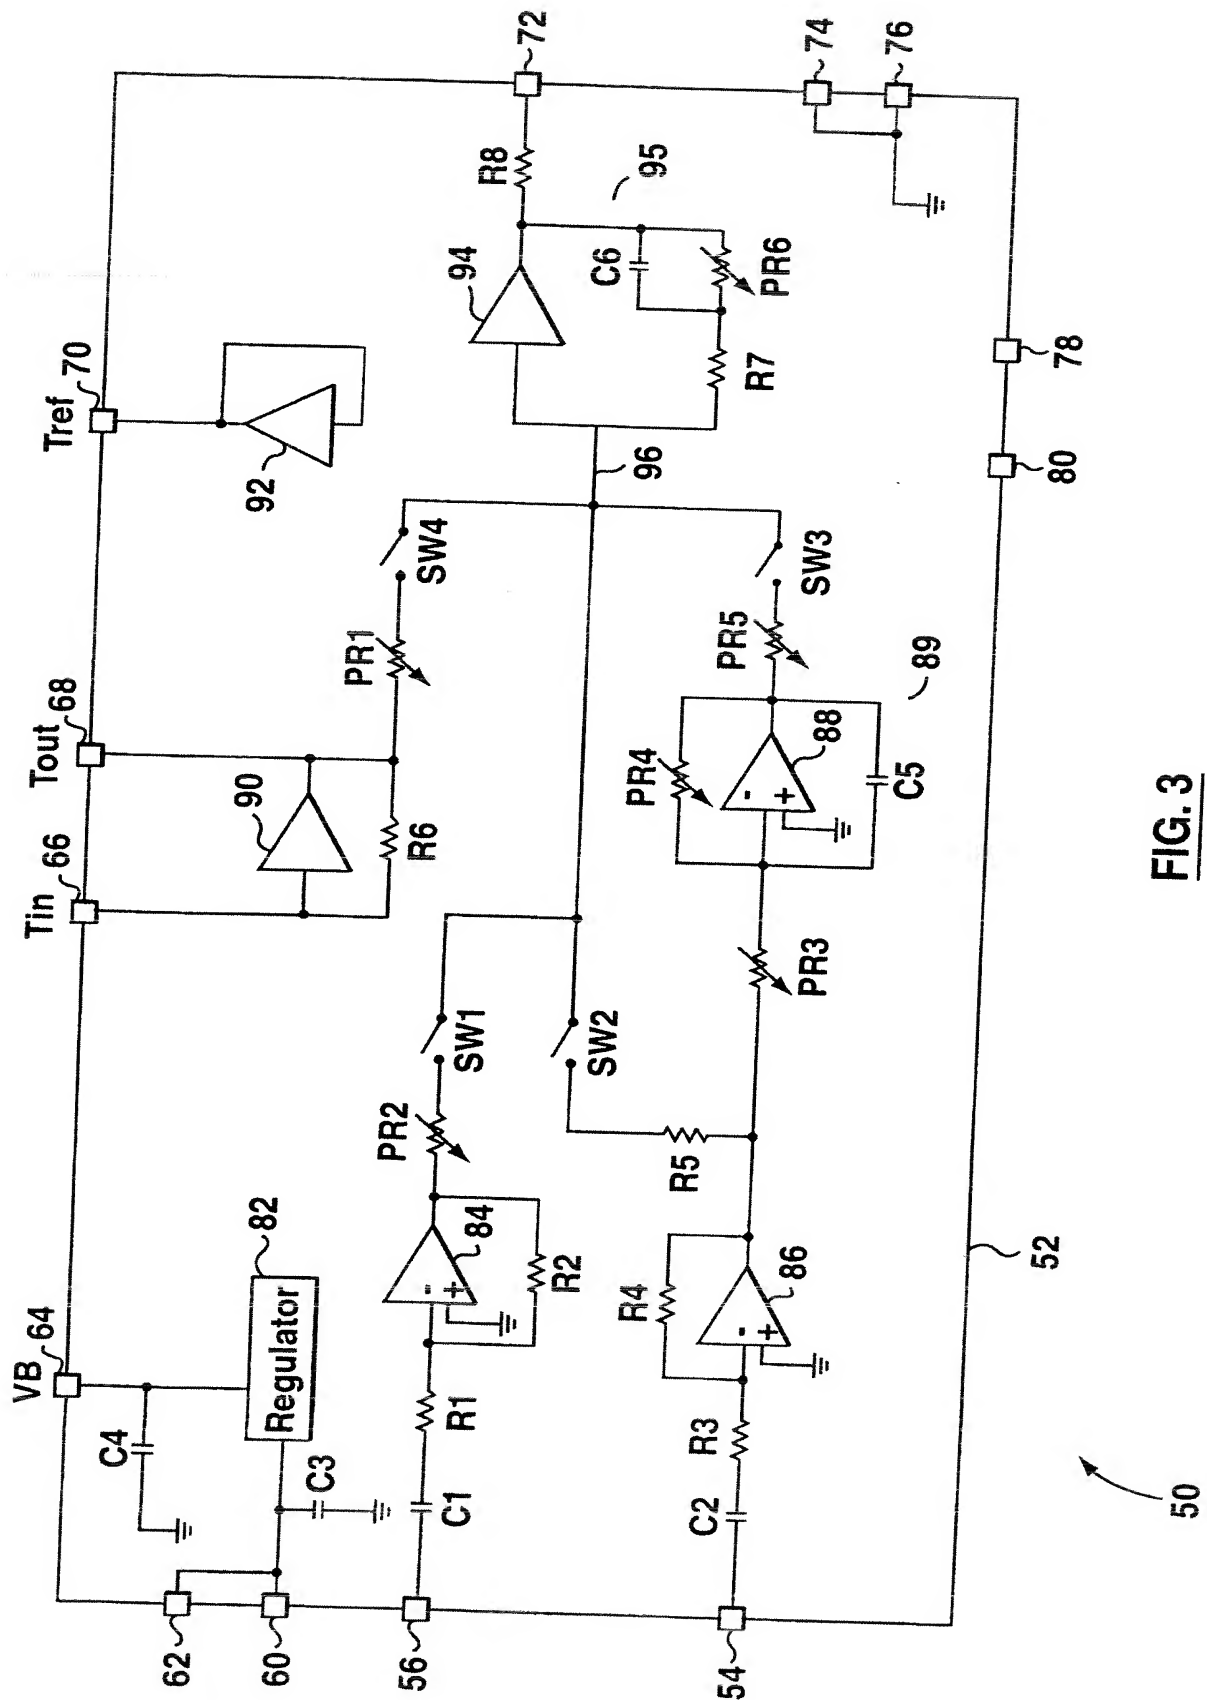 VB
64
Tin
66
Tout
68
Tref
70
62
60
56
54
C4
C3
Regulator
82
C1
R1
84
-
+
R2
PR2
SW1
C2
R3
R4
86
-
+
R5
SW2
90
R6
PR1
SW4
92
PR3
PR4
88
-
+
C5
89
PR5
SW3
96
94
95
C6
PR6
R7
R8
72
74
76
78
80
52
50
FIG. 3